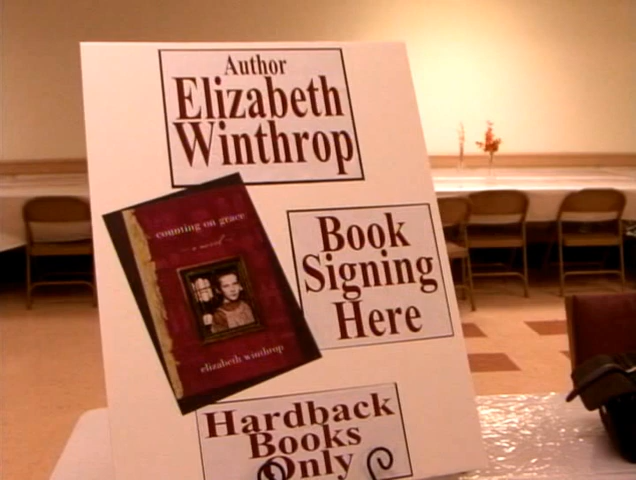 Author
Elizabeth
Winthrop
counting on grace
a novel
elizabeth winthrop
Book
Signing
Here
Hardback
Books
Only